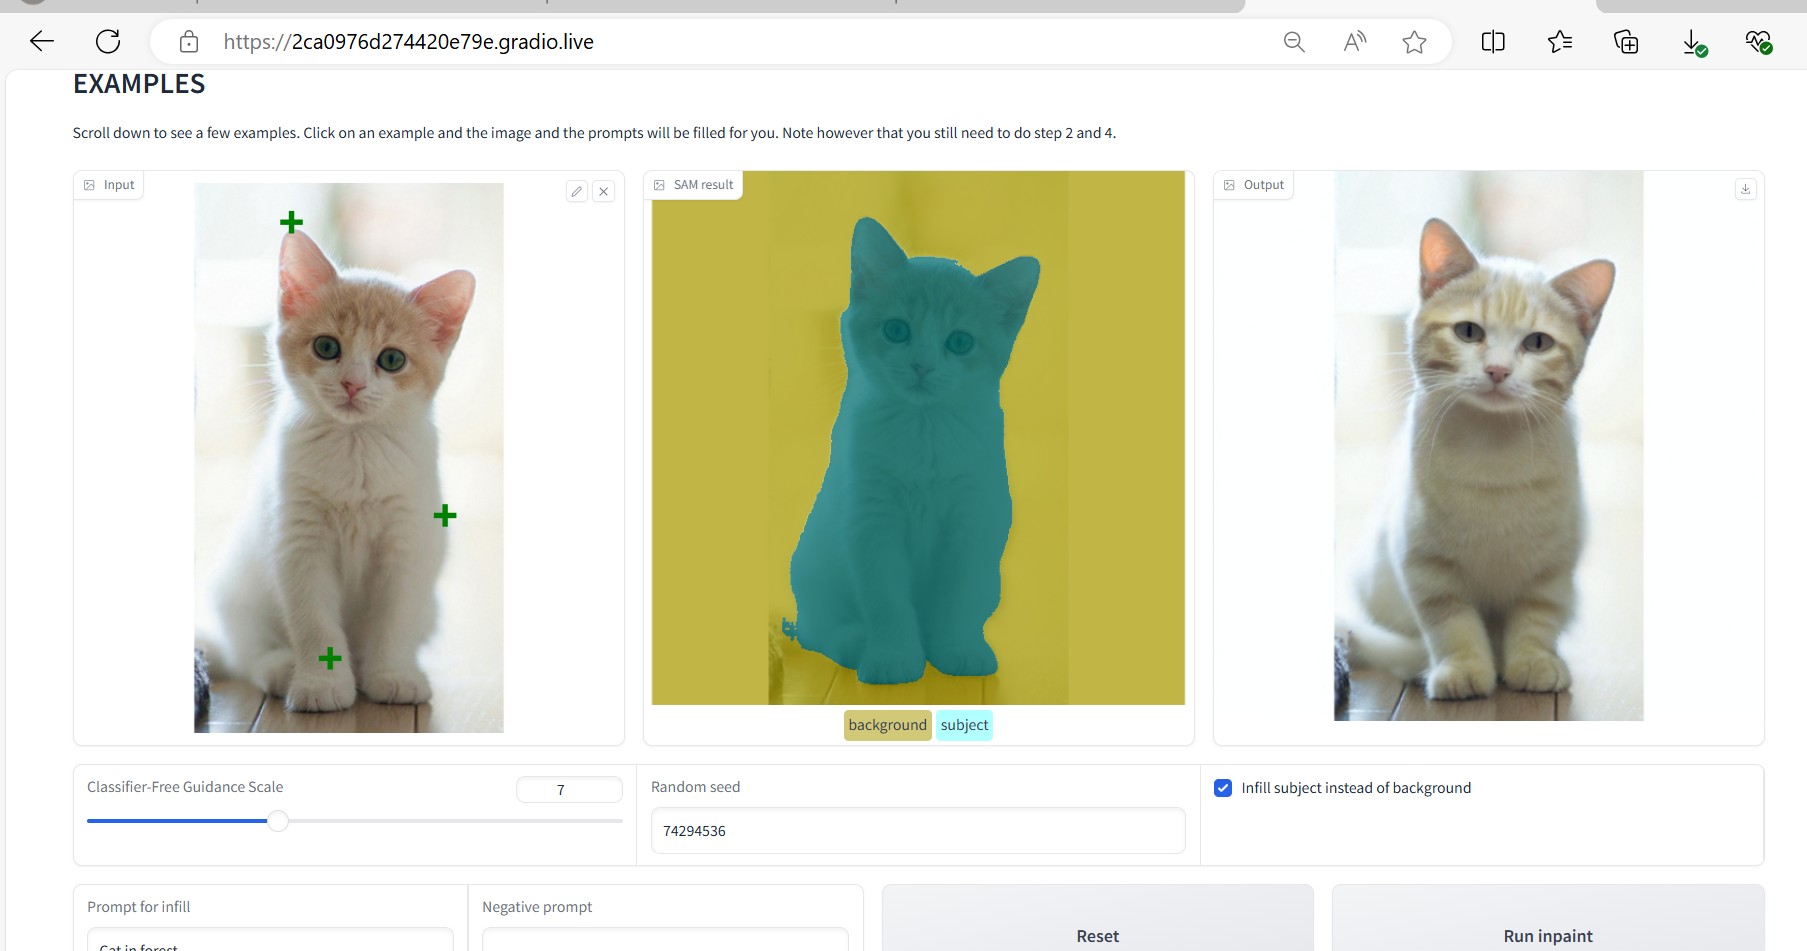 https://2ca0976d274420e79e.gradio.live
EXAMPLES
Scroll down to see a few examples. Click on an example and the image and the prompts will be filled for you. Note however that you still need to do step 2 and 4.
Input
SAM result
Output
background subject
Classifier-Free Guidance Scale
7
Random seed
74294536
Infill subject instead of background
Prompt for infill
Cat in forest
Negative prompt
Reset
Run inpaint